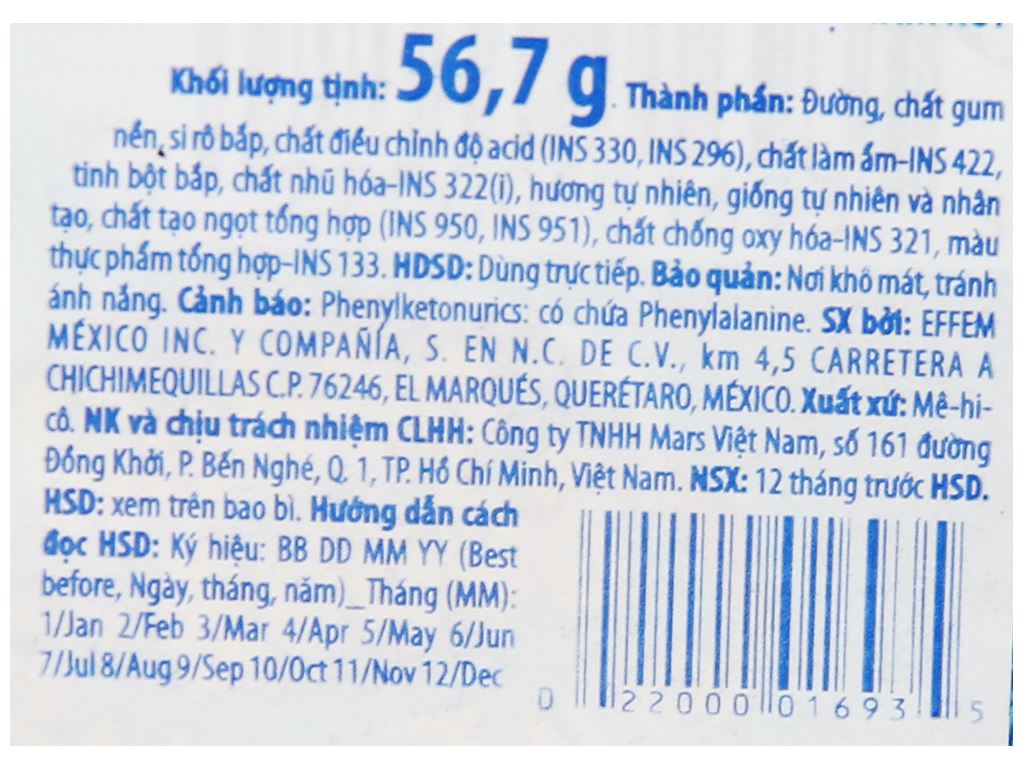 Khối lượng tịnh: 56,7 g. Thành phần: Đường, chất gum
nền, si rô bắp, chất điều chỉnh độ acid (INS 330, INS 296), chất làm ẩm-INS 422,
tinh bột bắp, chất nhũ hóa-INS 322(i), hương tự nhiên, giống tự nhiên và nhân
tạo, chất tạo ngọt tổng hợp (INS 950, INS 951), chất chống oxy hóa-INS 321, màu
thực phẩm tổng hợp-INS 133. HDSD: Dùng trực tiếp. Bảo quản: Nơi khô mát, tránh
ánh nắng. Cảnh báo: Phenylketonurics: có chứa Phenylalanine. SX bởi: EFFEM
MÉXICO INC. Y COMPAÑÍA, S. EN N.C. DE C.V., km 4,5 CARRETERA A
CHICHIMEQUILLAS C.P. 76246, EL MARQUÉS, QUERÉTARO, MÉXICO. Xuất xứ: Mê-hi-
cô. NK và chịu trách nhiệm CLHH: Công ty TNHH Mars Việt Nam, số 161 đường
Đồng Khởi, P. Bến Nghé, Q. 1, TP. Hồ Chí Minh, Việt Nam. NSX: 12 tháng trước HSD.
HSD: xem trên bao bì. Hướng dẫn cách
đọc HSD: Ký hiệu: BB DD MM YY (Best
before, Ngày, tháng, năm)_Tháng (MM):
1/Jan 2/Feb 3/Mar 4/Apr 5/May 6/Jun
7/Jul 8/Aug 9/Sep 10/Oct 11/Nov 12/Dec
0 22000 01693 5